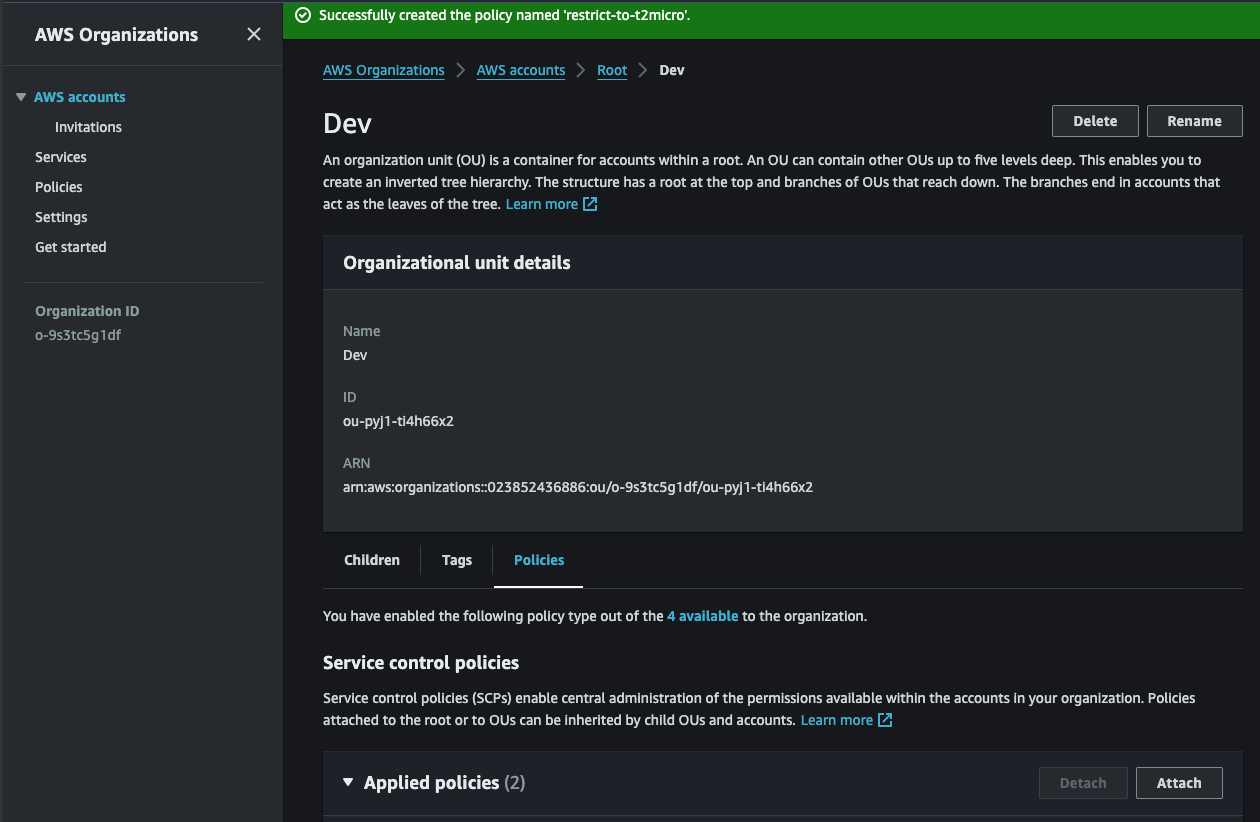 Successfully created the policy named 'restrict-to-t2micro'.
AWS Organizations
AWS accounts
Invitations
Services
Policies
Settings
Get started
Organization ID
o-9s3tc5g1df
AWS Organizations > AWS accounts > Root > Dev
Dev
Delete
Rename
An organization unit (OU) is a container for accounts within a root. An OU can contain other OUs up to five levels deep. This enables you to
create an inverted tree hierarchy. The structure has a root at the top and branches of OUs that reach down. The branches end in accounts that
act as the leaves of the tree. Learn more
Organizational unit details
Name
Dev
ID
ou-pyj1-ti4h66x2
ARN
arn:aws:organizations::023852436886:ou/o-9s3tc5g1df/ou-pyj1-ti4h66x2
Children
Tags
Policies
You have enabled the following policy type out of the 4 available to the organization.
Service control policies
Service control policies (SCPs) enable central administration of the permissions available within the accounts in your organization. Policies
attached to the root or to OUs can be inherited by child OUs and accounts. Learn more
Applied policies (2)
Detach
Attach